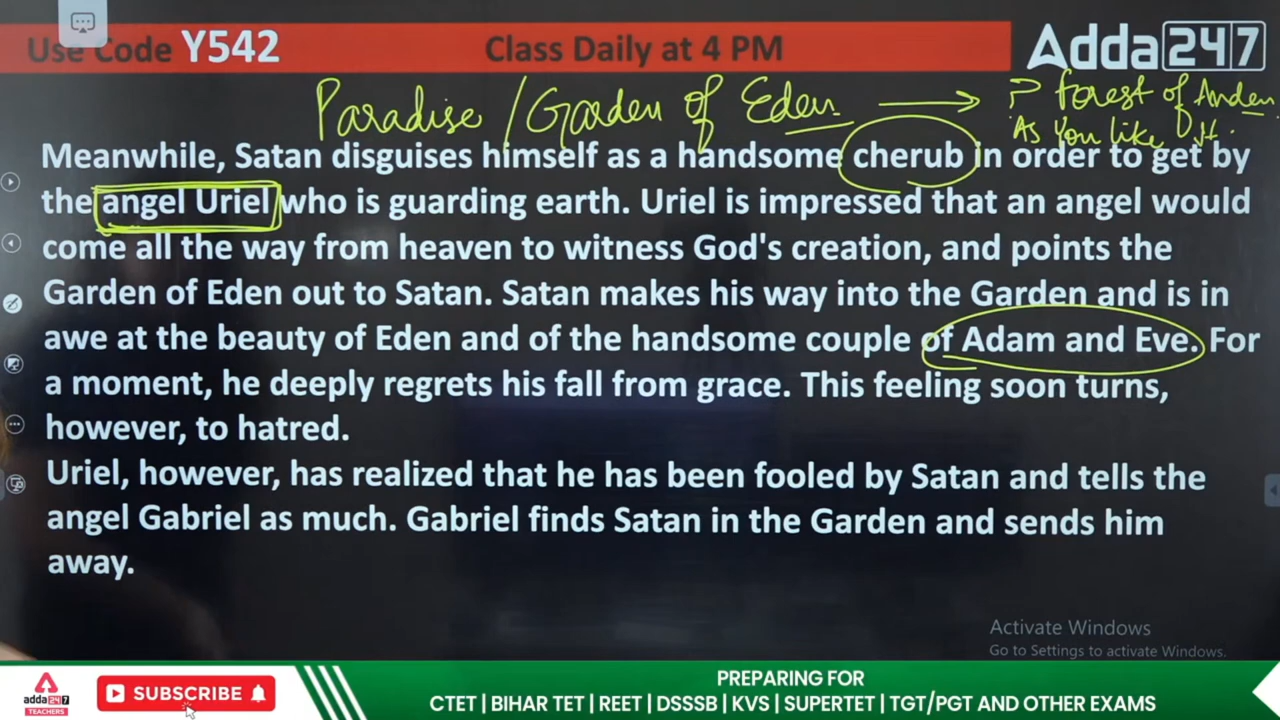 Use Code Y542
Class Daily at 4 PM
Adda247
Paradise / Garden of Eden → ? forest of Arden
As You like It.
Meanwhile, Satan disguises himself as a handsome cherub in order to get by
the angel Uriel who is guarding earth. Uriel is impressed that an angel would
come all the way from heaven to witness God's creation, and points the
Garden of Eden out to Satan. Satan makes his way into the Garden and is in
awe at the beauty of Eden and of the handsome couple of Adam and Eve. For
a moment, he deeply regrets his fall from grace. This feeling soon turns,
however, to hatred.
Uriel, however, has realized that he has been fooled by Satan and tells the
angel Gabriel as much. Gabriel finds Satan in the Garden and sends him
away.
Activate Windows
Go to Settings to activate Windows.
adda247
TEACHERS
SUBSCRIBE
PREPARING FOR
CTET | BIHAR TET | REET | DSSSB | KVS | SUPERTET | TGT/PGT AND OTHER EXAMS